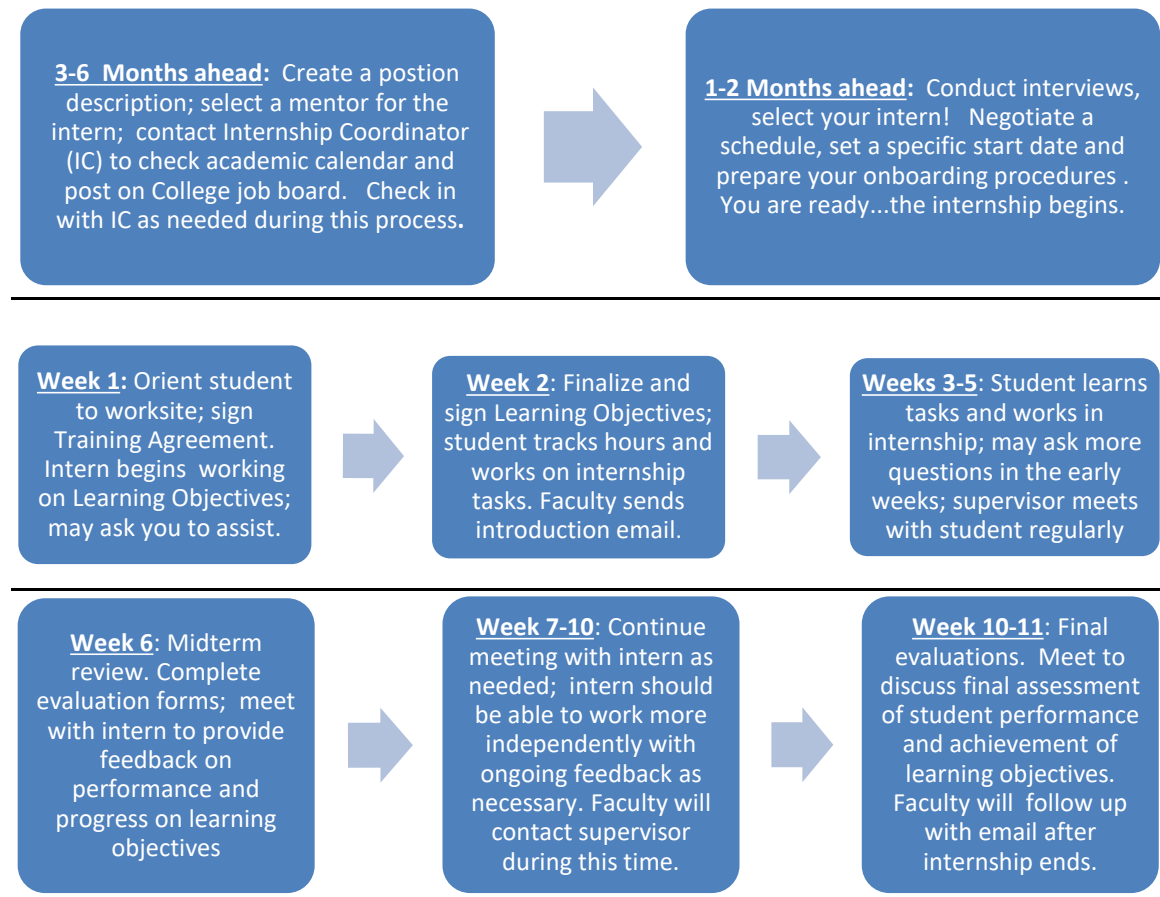 3-6 Months ahead: Create a postion
description; select a mentor for the
intern; contact Internship Coordinator
(IC) to check academic calendar and
post on College job board. Check in
with IC as needed during this process.
1-2 Months ahead: Conduct interviews,
select your intern! Negotiate a
schedule, set a specific start date and
prepare your onboarding procedures .
You are ready...the internship begins.
Week 1: Orient student
to worksite; sign
Training Agreement.
Intern begins working
on Learning Objectives;
may ask you to assist.
Week 2: Finalize and
sign Learning Objectives;
student tracks hours and
works on internship
tasks. Faculty sends
introduction email.
Weeks 3-5: Student learns
tasks and works in
internship; may ask more
questions in the early
weeks; supervisor meets
with student regularly
Week 6: Midterm
review. Complete
evaluation forms; meet
with intern to provide
feedback on
performance and
progress on learning
objectives
Week 7-10: Continue
meeting with intern as
needed; intern should
be able to work more
independently with
ongoing feedback as
necessary. Faculty will
contact supervisor
during this time.
Week 10-11: Final
evaluations. Meet to
discuss final assessment
of student performance
and achievement of
learning objectives.
Faculty will follow up
with email after
internship ends.